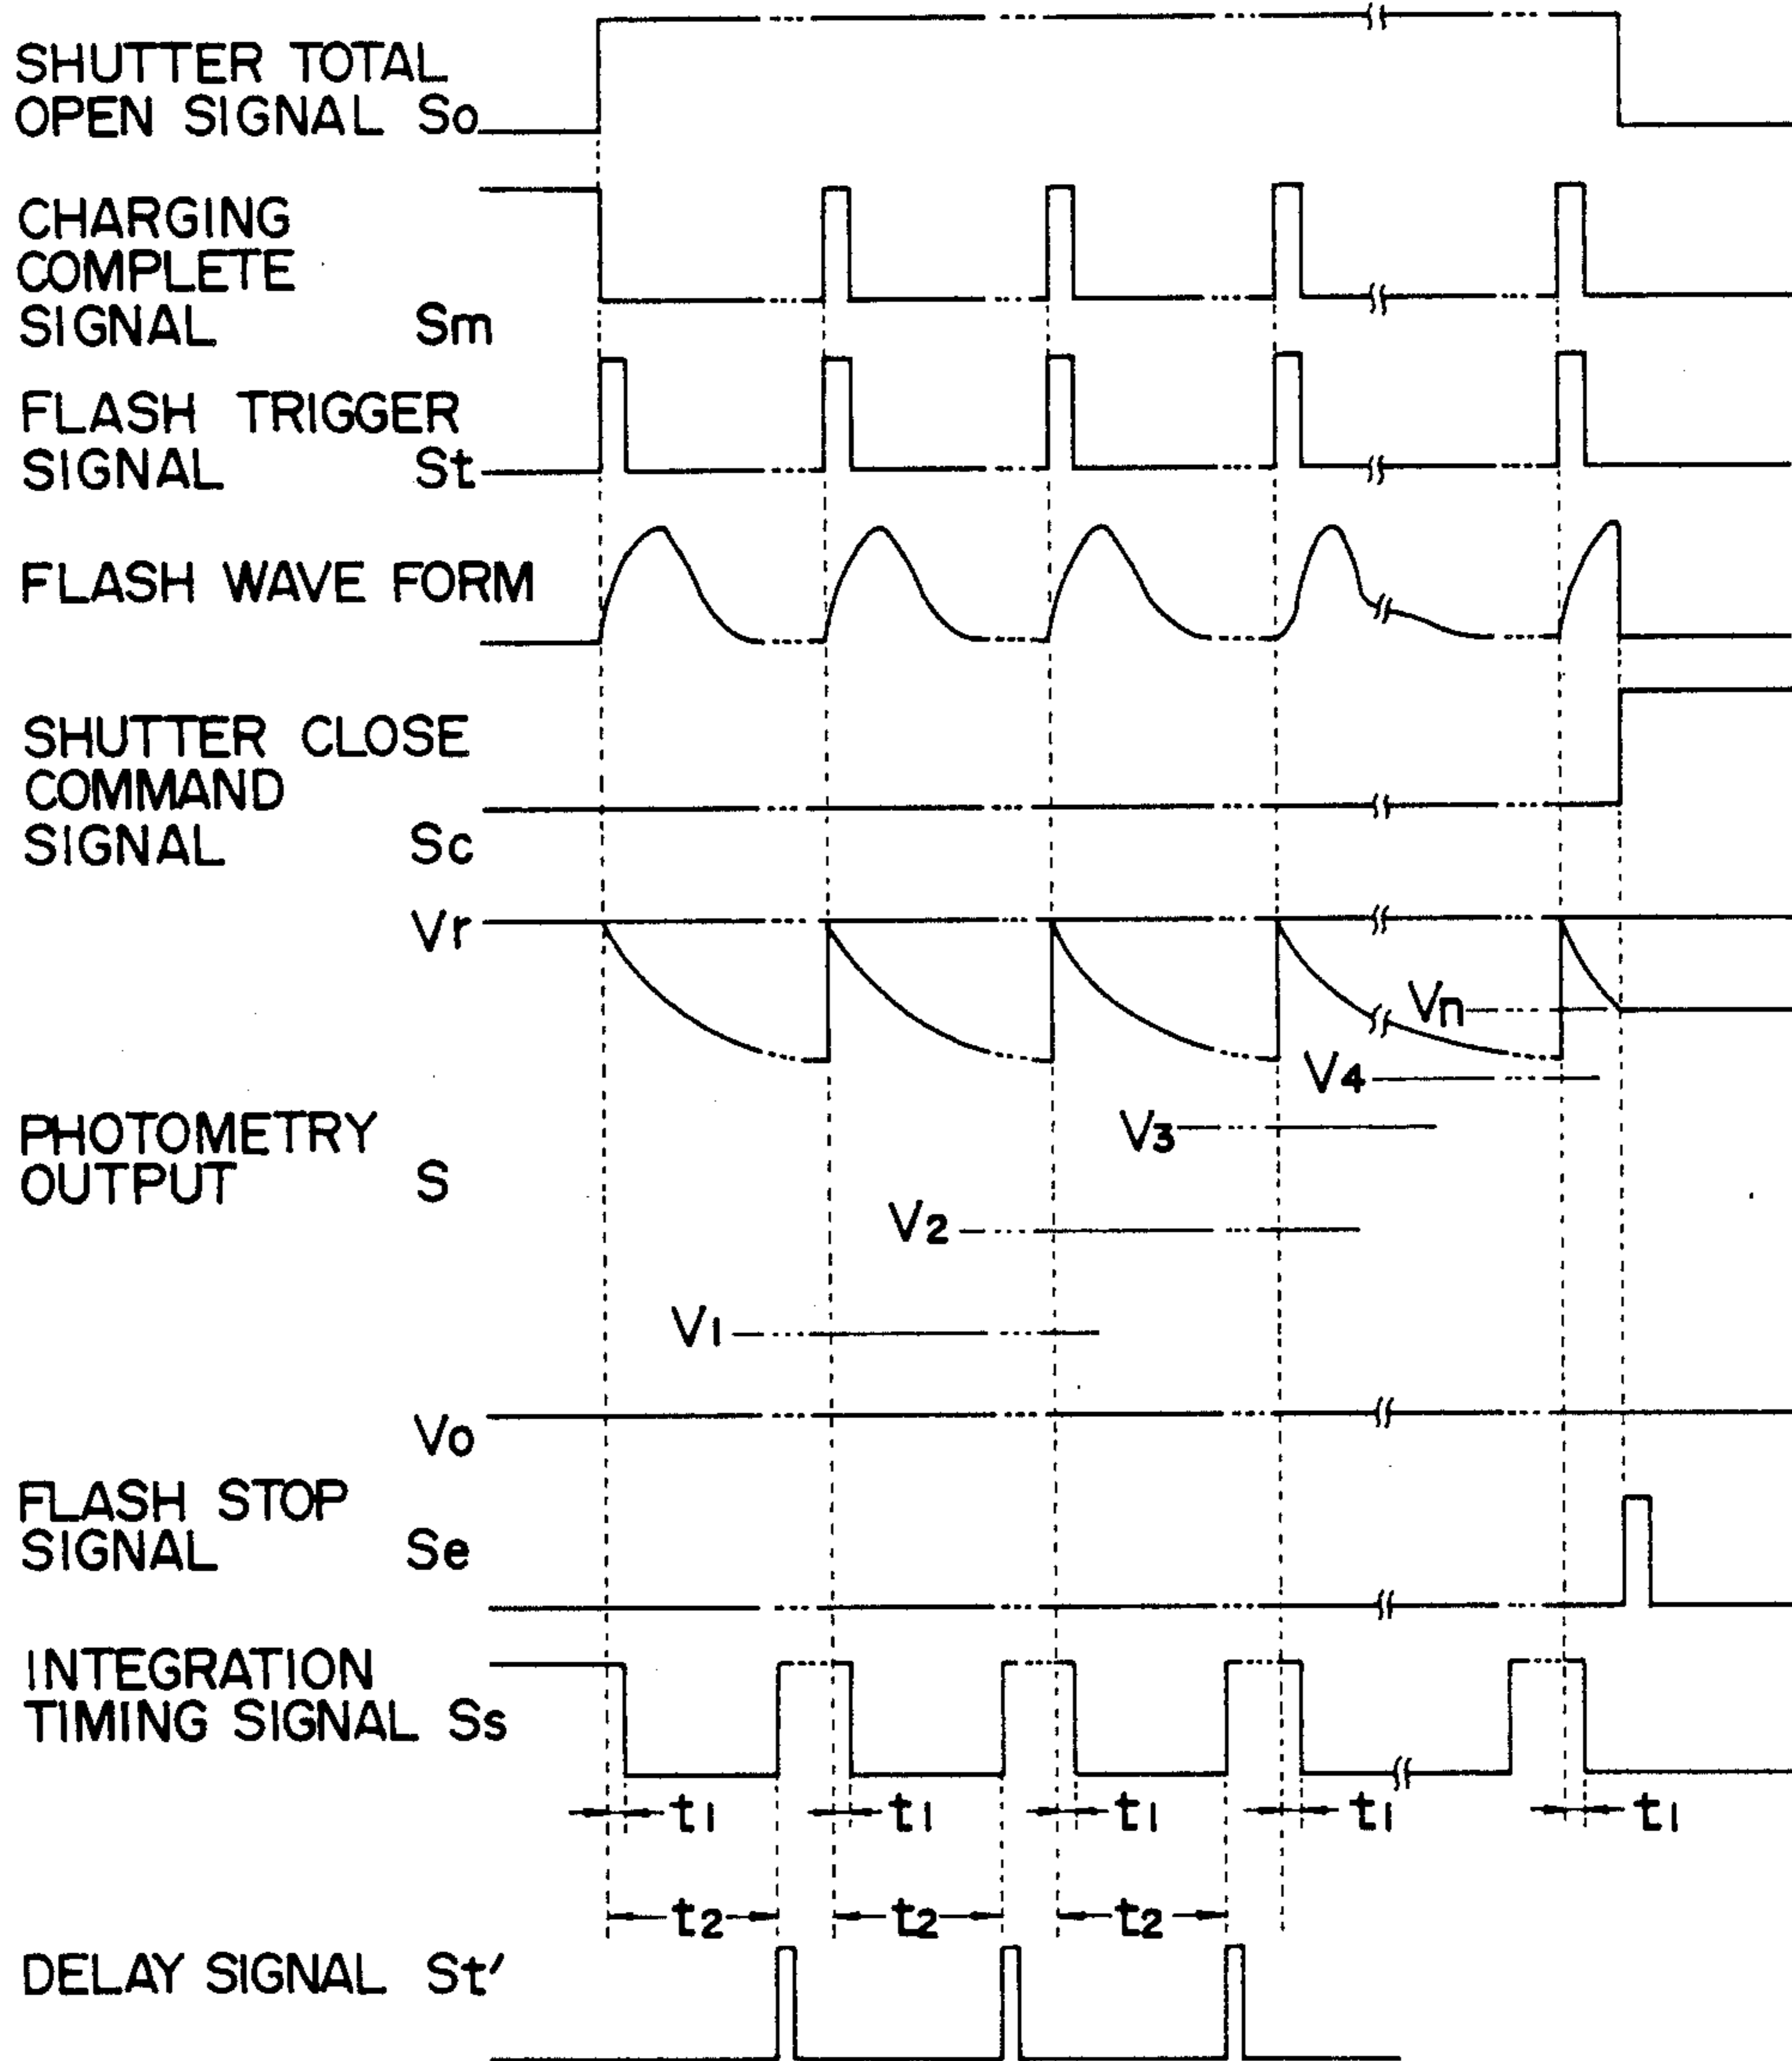 SHUTTER TOTAL
OPEN SIGNAL So
CHARGING
COMPLETE
SIGNAL Sm
FLASH TRIGGER
SIGNAL St
FLASH WAVE FORM
SHUTTER CLOSE
COMMAND
SIGNAL Sc
Vr
Vn
V4
V3
PHOTOMETRY
OUTPUT S
V2
V1
Vo
FLASH STOP
SIGNAL Se
INTEGRATION
TIMING SIGNAL Ss
t1 t1 t1 t1 t1
t2 t2 t2
DELAY SIGNAL St'